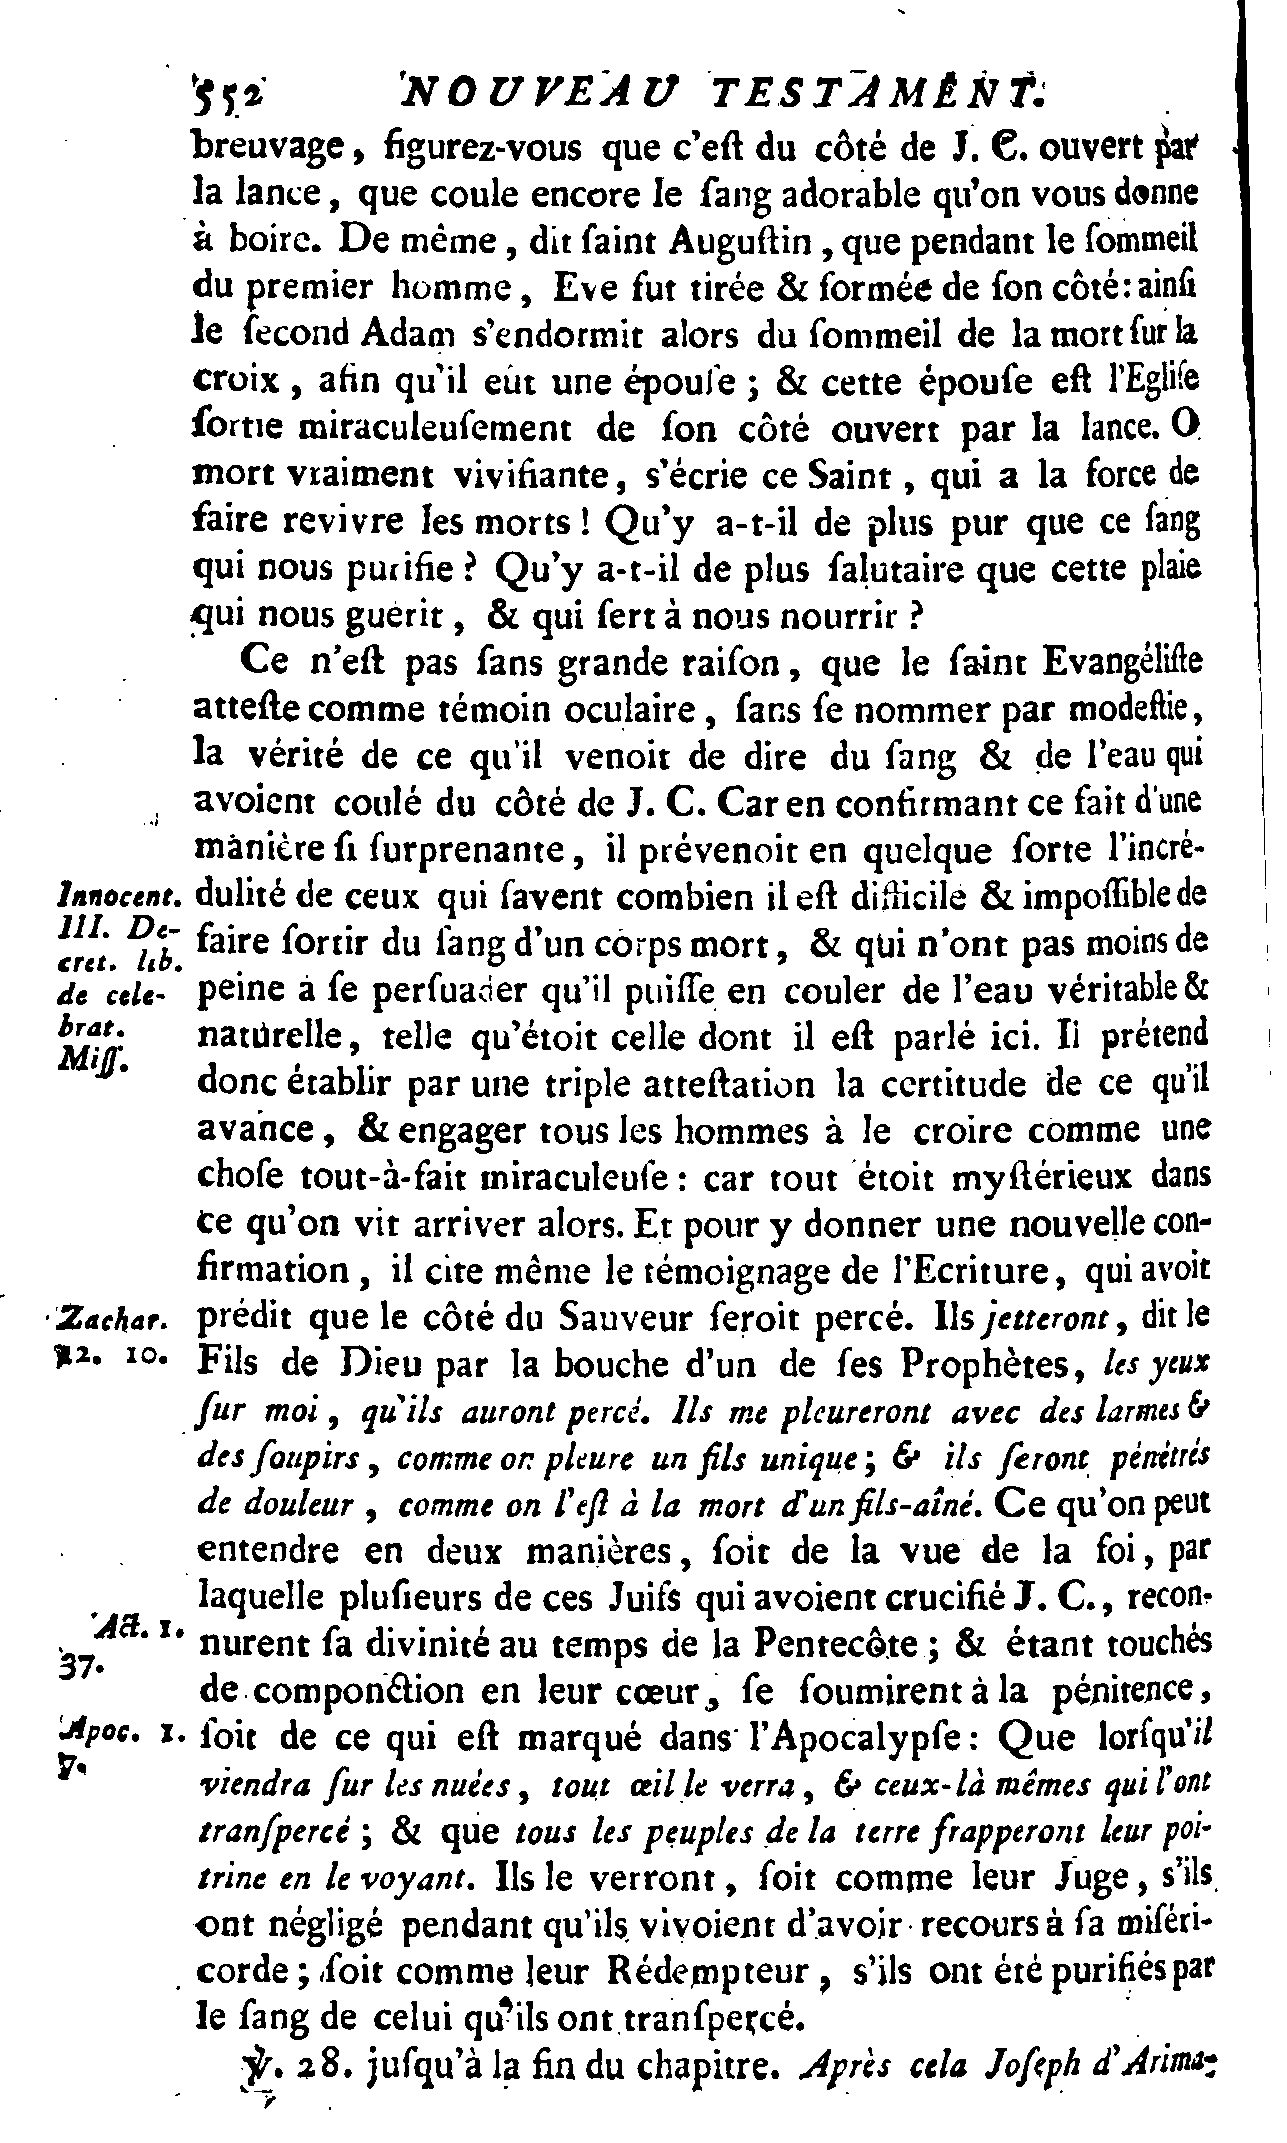 552 NOUVEAU TESTAMENT.
breuvage, figurez-vous que c'eſt du côté de J. C. ouvert par
la lance, que coule encore le ſang adorable qu'on vous donne
à boire. De même, dit ſaint Auguſtin, que pendant le ſommeil
du premier homme, Eve fut tirée & formée de ſon côté: ainſi
le ſecond Adam s'endormit alors du ſommeil de la mort ſur la
croix, afin qu'il eût une épouſe; & cette épouſe eſt l'Egliſe
ſortie miraculeuſement de ſon côté ouvert par la lance. O
mort vraiment vivifiante, s'écrie ce Saint, qui a la force de
faire revivre les morts! Qu'y a-t-il de plus pur que ce ſang
qui nous purifie? Qu'y a-t-il de plus ſalutaire que cette plaie
qui nous guérit, & qui ſert à nous nourrir?
Ce n'eſt pas ſans grande raiſon, que le ſaint Evangéliſte
atteſte comme témoin oculaire, ſans ſe nommer par modeſtie,
la vérité de ce qu'il venoit de dire du ſang & de l'eau qui
avoient coulé du côté de J. C. Car en confirmant ce fait d'une
manière ſi ſurprenante, il prévenoit en quelque ſorte l'incré-
Innocent. dulité de ceux qui ſavent combien il eſt difficile & impoſſible de
III. De- faire ſortir du ſang d'un corps mort, & qui n'ont pas moins de
cret. lib.
de cele- peine à ſe perſuader qu'il puiſſe en couler de l'eau véritable &
brat. naturelle, telle qu'étoit celle dont il eſt parlé ici. Il prétend
Miſſ.
donc établir par une triple atteſtation la certitude de ce qu'il
avance, & engager tous les hommes à le croire comme une
choſe tout-à-fait miraculeuſe: car tout étoit myſtérieux dans
ce qu'on vit arriver alors. Et pour y donner une nouvelle con-
firmation, il cite même le témoignage de l'Ecriture, qui avoit
Zachar. prédit que le côté du Sauveur ſeroit percé. Ils jetteront, dit le
12. 10. Fils de Dieu par la bouche d'un de ſes Prophètes, les yeux
ſur moi, qu'ils auront percé. Ils me pleureront avec des larmes &
des ſoupirs, comme on pleure un fils unique; & ils ſeront pénétrés
de douleur, comme on l'eſt à la mort d'un fils-aîné. Ce qu'on peut
entendre en deux manières, ſoit de la vue de la foi, par
laquelle pluſieurs de ces Juifs qui avoient crucifié J. C., recon-
Act. 1. nurent ſa divinité au temps de la Pentecôte; & étant touchés
37.
de componction en leur cœur, ſe ſoumirent à la pénitence,
Apoc. 1. ſoit de ce qui eſt marqué dans l'Apocalypſe: Que lorſqu'il
7.
viendra ſur les nuées, tout œil le verra, & ceux-là mêmes qui l'ont
tranſpercé; & que tous les peuples de la terre frapperont leur poi-
trine en le voyant. Ils le verront, ſoit comme leur Juge, s'ils
ont négligé pendant qu'ils vivoient d'avoir recours à ſa miſéri-
corde; ſoit comme leur Rédempteur, s'ils ont été purifiés par
le ſang de celui qu'ils ont tranſpercé.
℣. 28. juſqu'à la fin du chapitre. Après cela Joſeph d'Arima-